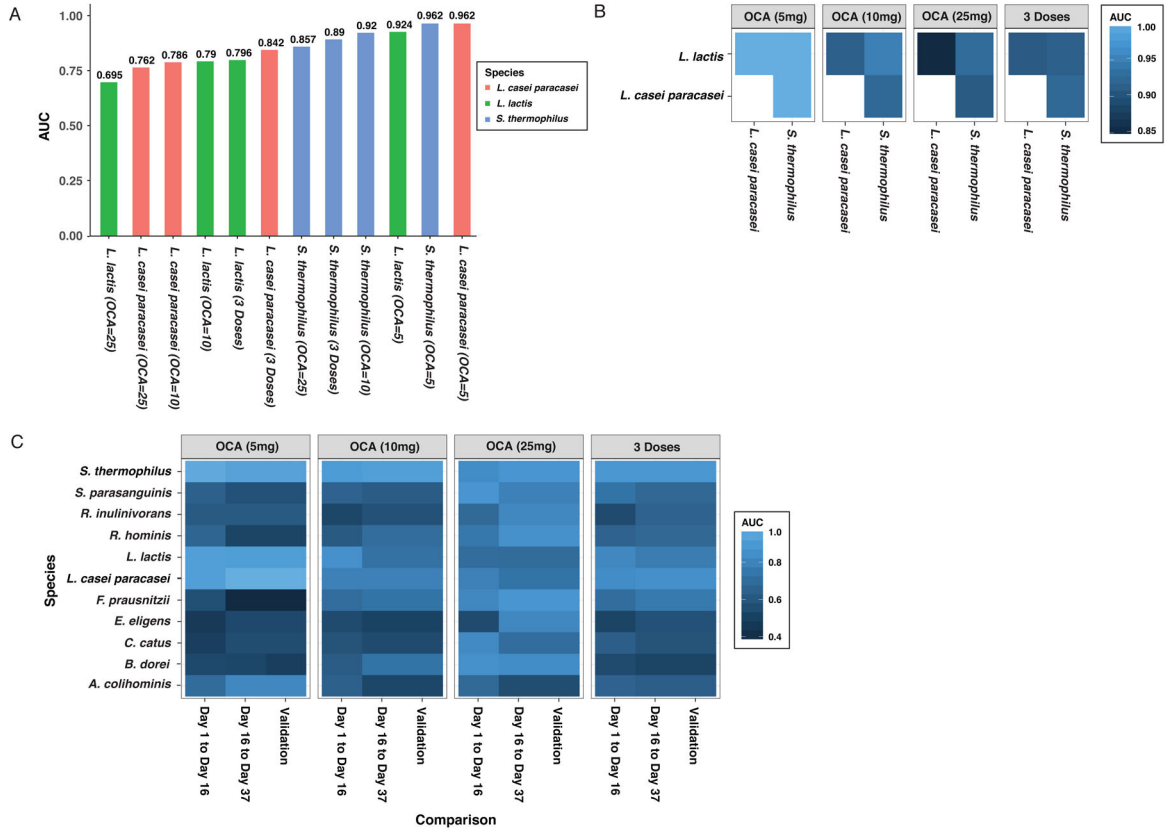 A
AUC
1.00
0.75
0.50
0.25
0.00
0.695
0.762
0.786
0.79
0.796
0.842
0.857
0.89
0.92
0.924
0.962
0.962
L. lactis (OCA=25)
L. casei paracasei (OCA=25)
L. casei paracasei (OCA=10)
L. lactis (OCA=10)
L. lactis (3 Doses)
L. casei paracasei (3 Doses)
S. thermophilus (OCA=25)
S. thermophilus (3 Doses)
S. thermophilus (OCA=10)
L. lactis (OCA=5)
S. thermophilus (OCA=5)
L. casei paracasei (OCA=5)
Species
L. casei paracasei
L. lactis
S. thermophilus
B
OCA (5mg)
OCA (10mg)
OCA (25mg)
3 Doses
L. lactis
L. casei paracasei
L. casei paracasei
S. thermophilus
L. casei paracasei
S. thermophilus
L. casei paracasei
S. thermophilus
L. casei paracasei
S. thermophilus
AUC
1.00
0.95
0.90
0.85
C
OCA (5mg)
OCA (10mg)
OCA (25mg)
3 Doses
Species
S. thermophilus
S. parasanguinis
R. inulinivorans
R. hominis
L. lactis
L. casei paracasei
F. prausnitzii
E. eligens
C. catus
B. dorei
A. colihominis
Day 1 to Day 16
Day 16 to Day 37
Validation
Day 1 to Day 16
Day 16 to Day 37
Validation
Day 1 to Day 16
Day 16 to Day 37
Validation
Day 1 to Day 16
Day 16 to Day 37
Validation
Comparison
AUC
1.0
0.8
0.6
0.4